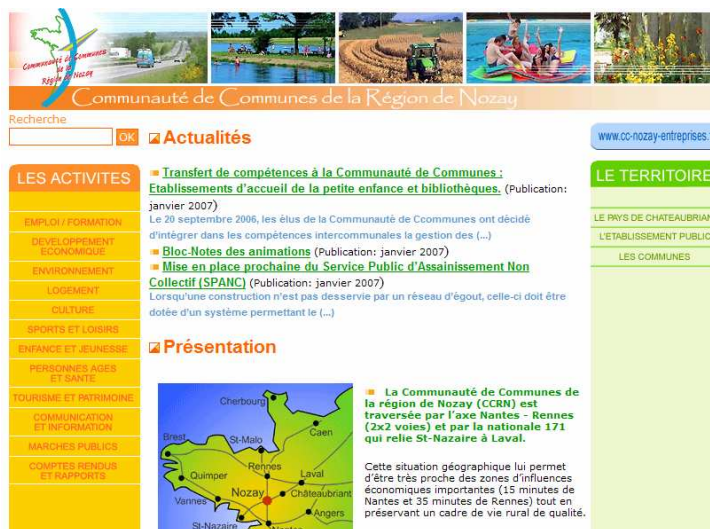 Communauté de Communes
de la
Région de Nozay
Communauté de Communes de la Région de Nozay
Recherche
OK
Actualités
www.cc-nozay-entreprises.
LES ACTIVITES
EMPLOI / FORMATION
DEVELOPPEMENT
ECONOMIQUE
ENVIRONNEMENT
LOGEMENT
CULTURE
SPORTS ET LOISIRS
ENFANCE ET JEUNESSE
PERSONNES AGES
ET SANTE
TOURISME ET PATRIMOINE
COMMUNICATION
ET INFORMATION
MARCHES PUBLICS
COMPTES RENDUS
ET RAPPORTS
Transfert de compétences à la Communauté de Communes :
Etablissements d'accueil de la petite enfance et bibliothèques. (Publication:
janvier 2007)
Le 20 septembre 2006, les élus de la Communauté de Ccommunes ont décidé
d'intégrer dans les compétences intercommunales la gestion des (...)
Bloc-Notes des animations (Publication: janvier 2007)
Mise en place prochaine du Service Public d'Assainissement Non
Collectif (SPANC) (Publication: janvier 2007)
Lorsqu'une construction n'est pas desservie par un réseau d'égout, celle-ci doit être
dotée d'un système permettant le (...)
Présentation
Cherbourg
Caen
Brest
St-Malo
Rennes
Laval
Quimper
Nozay
Châteaubriant
Vannes
Angers
St-Nazaire
Nantes
La Communauté de Communes de
la région de Nozay (CCRN) est
traversée par l'axe Nantes - Rennes
(2x2 voies) et par la nationale 171
qui relie St-Nazaire à Laval.
Cette situation géographique lui permet
d'être très proche des zones d'influences
économiques importantes (15 minutes de
Nantes et 35 minutes de Rennes) tout en
préservant un cadre de vie rural de qualité.
LE TERRITOIRE
LE PAYS DE CHATEAUBRIAN
L'ETABLISSEMENT PUBLIC
LES COMMUNES